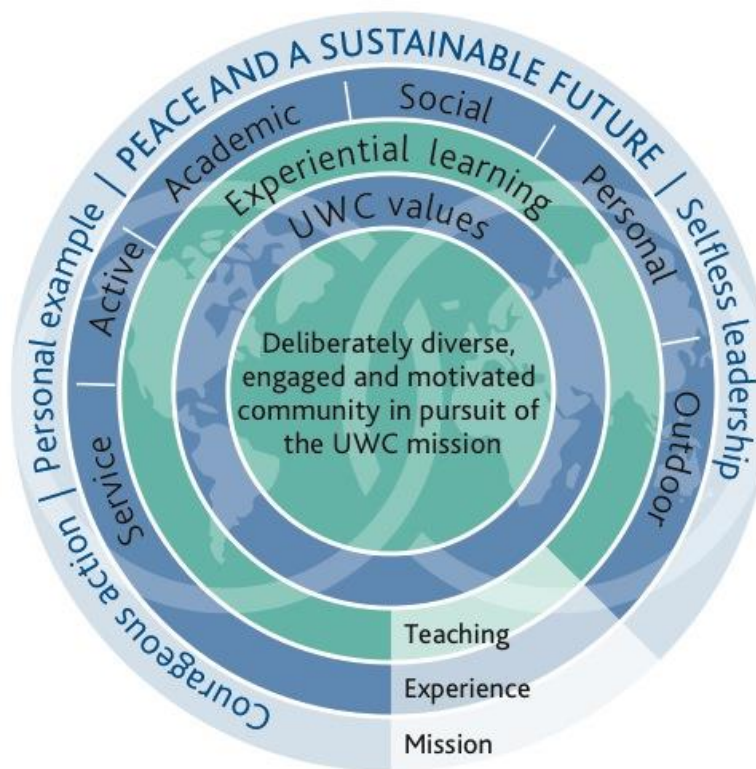 Courageous action | Personal example | PEACE AND A SUSTAINABLE FUTURE | Selfless leadership
Service
Active
Academic
Social
Personal
Outdoor
Experiential learning
UWC values
Deliberately diverse,
engaged and motivated
community in pursuit of
the UWC mission
Teaching
Experience
Mission